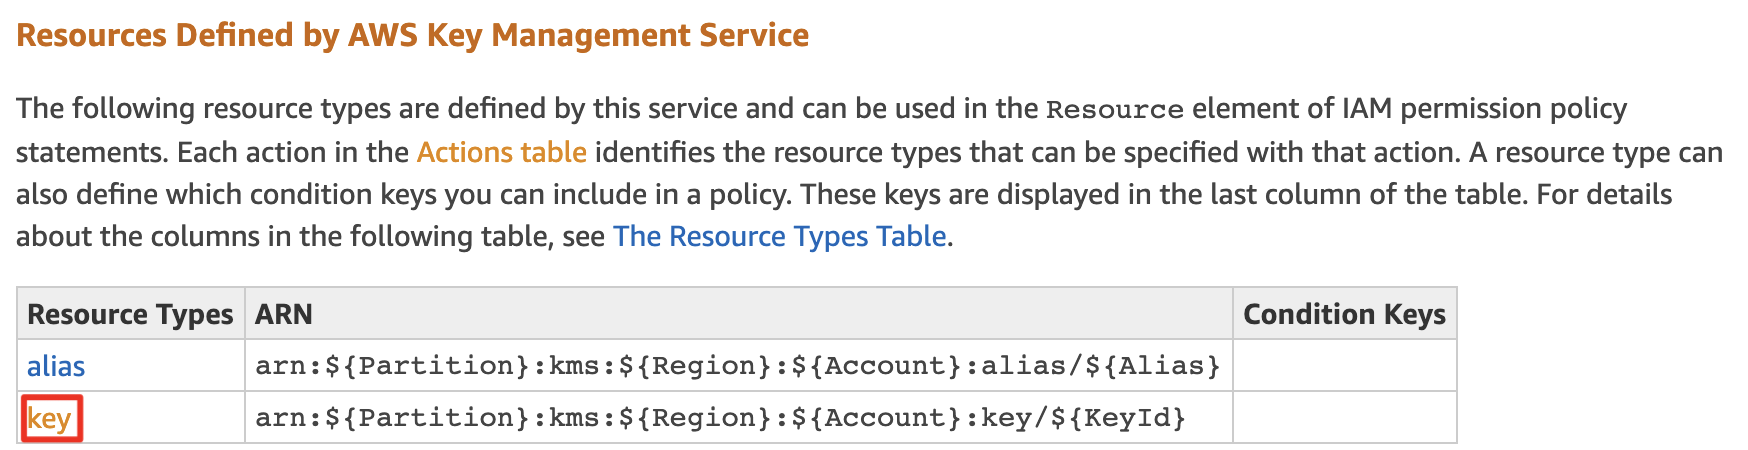 Resources Defined by AWS Key Management Service
The following resource types are defined by this service and can be used in the Resource element of IAM permission policy
statements. Each action in the Actions table identifies the resource types that can be specified with that action. A resource type can
also define which condition keys you can include in a policy. These keys are displayed in the last column of the table. For details
about the columns in the following table, see The Resource Types Table.
Resource Types ARN Condition Keys
alias arn:${Partition}:kms:${Region}:${Account}:alias/${Alias}
key arn:${Partition}:kms:${Region}:${Account}:key/${KeyId}